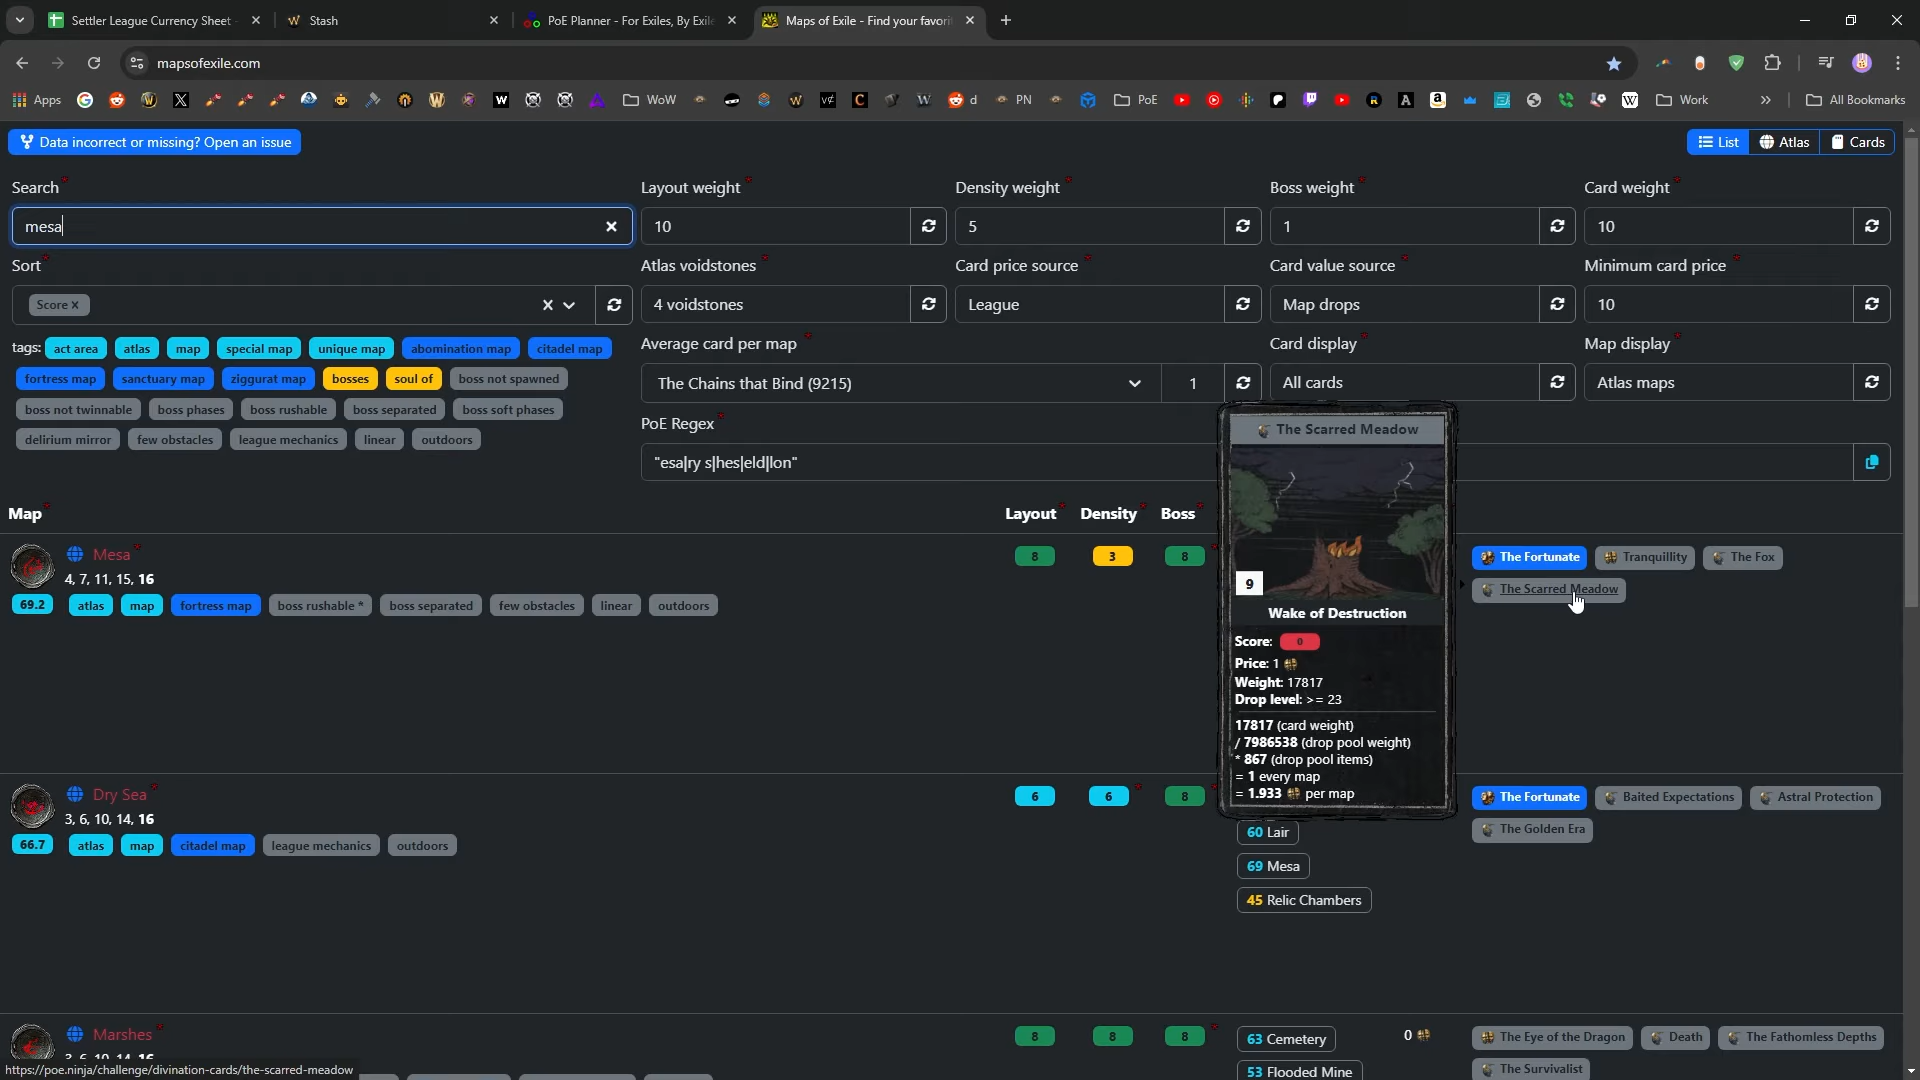 Settler League Currency Sheet
Stash
PoE Planner - For Exiles, By Exile
Maps of Exile - Find your favori
mapsofexile.com
Apps
WoW
d
PN
PoE
Work
All Bookmarks
Data incorrect or missing? Open an issue
List
Atlas
Cards
Search*
Layout weight*
Density weight*
Boss weight*
Card weight*
mesa
10
5
1
10
Sort*
Atlas voidstones*
Card price source*
Card value source*
Minimum card price*
Score
4 voidstones
League
Map drops
10
tags: act area atlas map special map unique map abomination map citadel map
fortress map sanctuary map ziggurat map bosses soul of boss not spawned
boss not twinnable boss phases boss rushable boss separated boss soft phases
delirium mirror few obstacles league mechanics linear outdoors
Average card per map*
Card display*
Map display*
The Chains that Bind (9215)
1
All cards
Atlas maps
PoE Regex*
"esa|ry s|hes|eld|lon"
The Scarred Meadow
9
Wake of Destruction
Score: 0
Price: 1
Weight: 17817
Drop level: >= 23
17817 (card weight)
/ 7986538 (drop pool weight)
* 867 (drop pool items)
= 1 every map
= 1.933 per map
Map*
Layout*
Density*
Boss*
Mesa*
4, 7, 11, 15, 16
69.2 atlas map fortress map boss rushable * boss separated few obstacles linear outdoors
8
3
8*
The Fortunate Tranquillity The Fox
The Scarred Meadow
Dry Sea*
3, 6, 10, 14, 16
66.7 atlas map citadel map league mechanics outdoors
6
6*
8*
60 Lair
69 Mesa
45 Relic Chambers
The Fortunate Baited Expectations Astral Protection
The Golden Era
Marshes*
3, 6, 10, 14, 16
8
8
8*
63 Cemetery
53 Flooded Mine
0
The Eye of the Dragon Death The Fathomless Depths
The Survivalist
https://poe.ninja/challenge/divination-cards/the-scarred-meadow